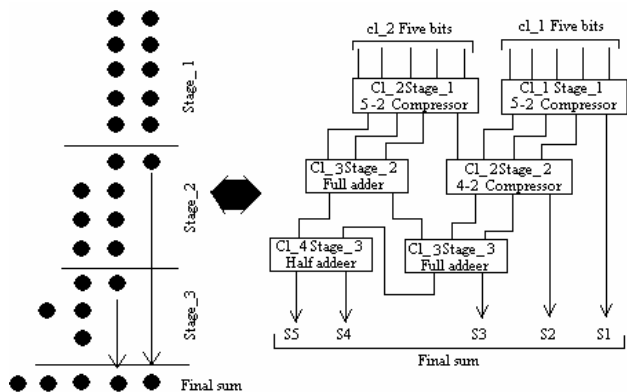 cl_2 Five bits
cl_1 Five bits
Cl_2Stage_1
5-2 Compressor
Cl_1 Stage_1
5-2 Compressor
Stage_1
Cl_3Stage_2
Full adder
Cl_2Stage_2
4-2 Compressor
Stage_2
Cl_4Stage_3
Half addeer
Cl_3Stage_3
Full addeer
Stage_3
S5
S4
S3
S2
S1
Final sum
Final sum